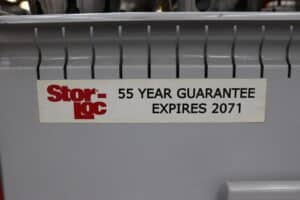 Stor-Loc
55 YEAR GUARANTEE
EXPIRES 2071